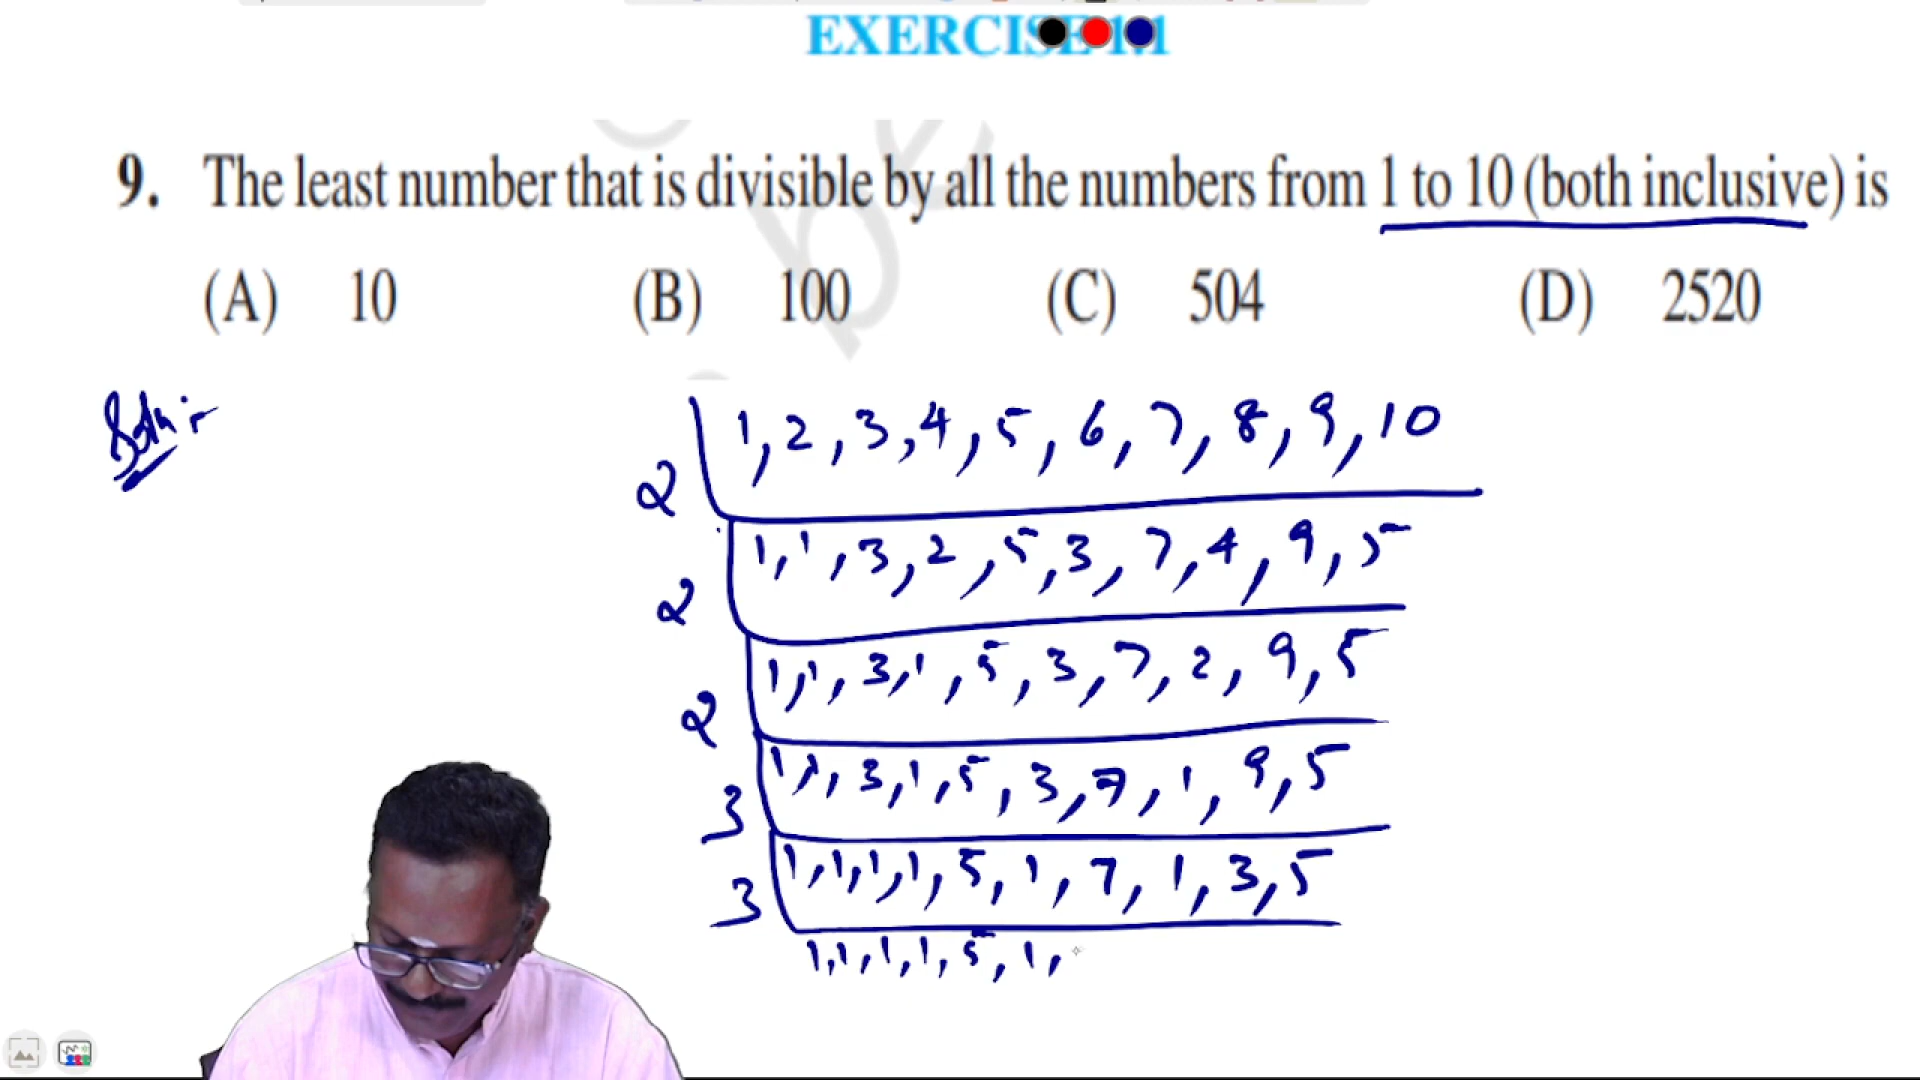 EXERCISE 1.1
9. The least number that is divisible by all the numbers from 1 to 10 (both inclusive) is
(A) 10 (B) 100 (C) 504 (D) 2520
Soln:-
1, 2, 3, 4, 5, 6, 7, 8, 9, 10
2
1, 1, 3, 2, 5, 3, 7, 4, 9, 5
2
1, 1, 3, 1, 5, 3, 7, 2, 9, 5
2
1, 1, 3, 1, 5, 3, 7, 1, 9, 5
3
1, 1, 1, 1, 5, 1, 7, 1, 3, 5
3
1, 1, 1, 1, 5, 1,